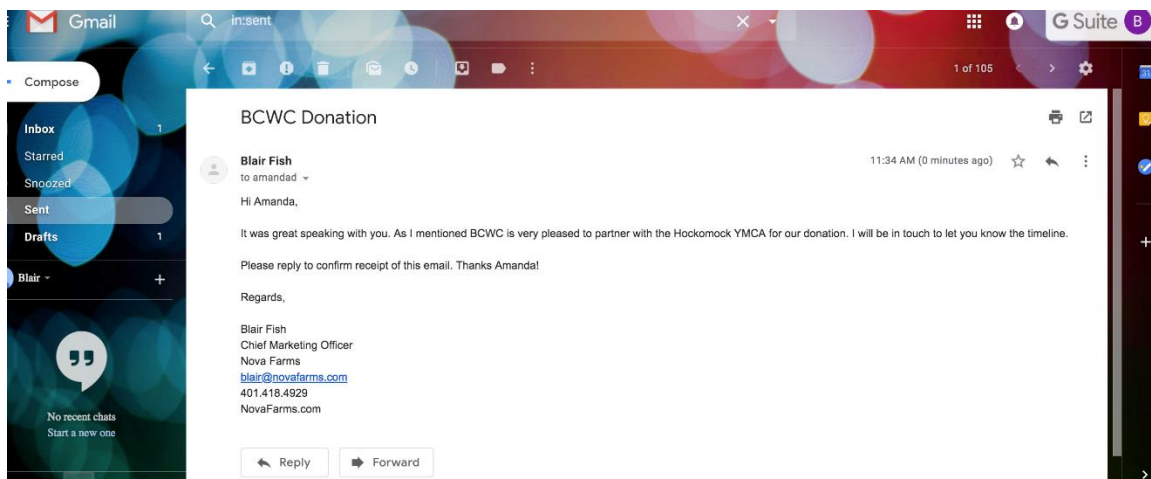 Gmail
in:sent
G Suite
B
Compose
1 of 105
31
Inbox 1
Starred
Snoozed
Sent
Drafts 1
Blair
No recent chats
Start a new one
BCWC Donation
Blair Fish
11:34 AM (0 minutes ago)
to amandad
Hi Amanda,
It was great speaking with you. As I mentioned BCWC is very pleased to partner with the Hockomock YMCA for our donation. I will be in touch to let you know the timeline.
Please reply to confirm receipt of this email. Thanks Amanda!
Regards,
Blair Fish
Chief Marketing Officer
Nova Farms
blair@novafarms.com
401.418.4929
NovaFarms.com
Reply
Forward